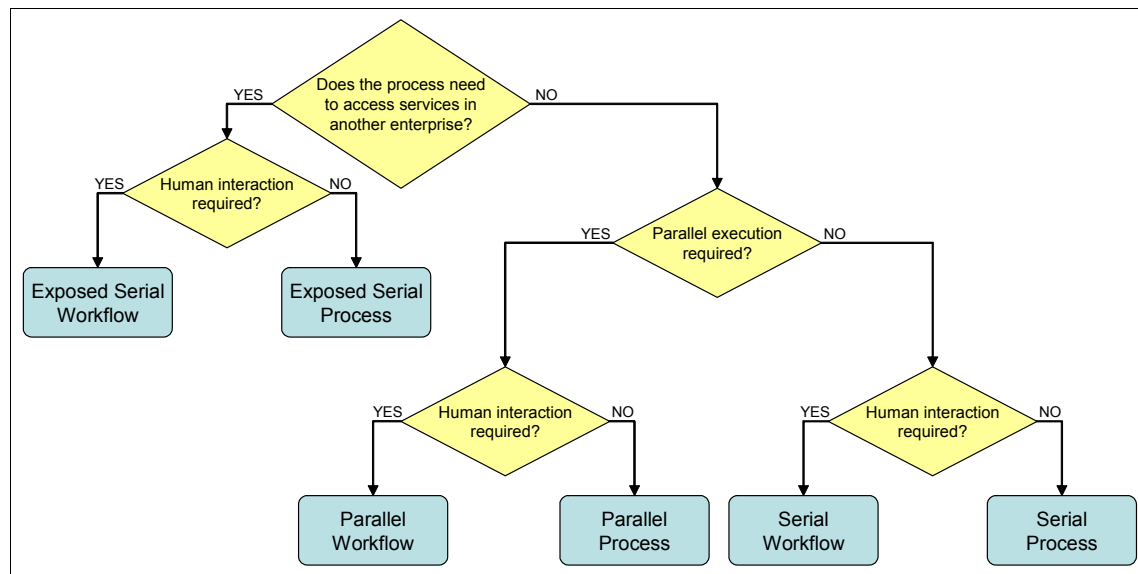 Does the process need
to access services in
another enterprise?
YES
NO
Human interaction
required?
YES
NO
Exposed Serial
Workflow
Exposed Serial
Process
Parallel execution
required?
YES
NO
Human interaction
required?
YES
NO
Parallel
Workflow
Parallel
Process
Human interaction
required?
YES
NO
Serial
Workflow
Serial
Process